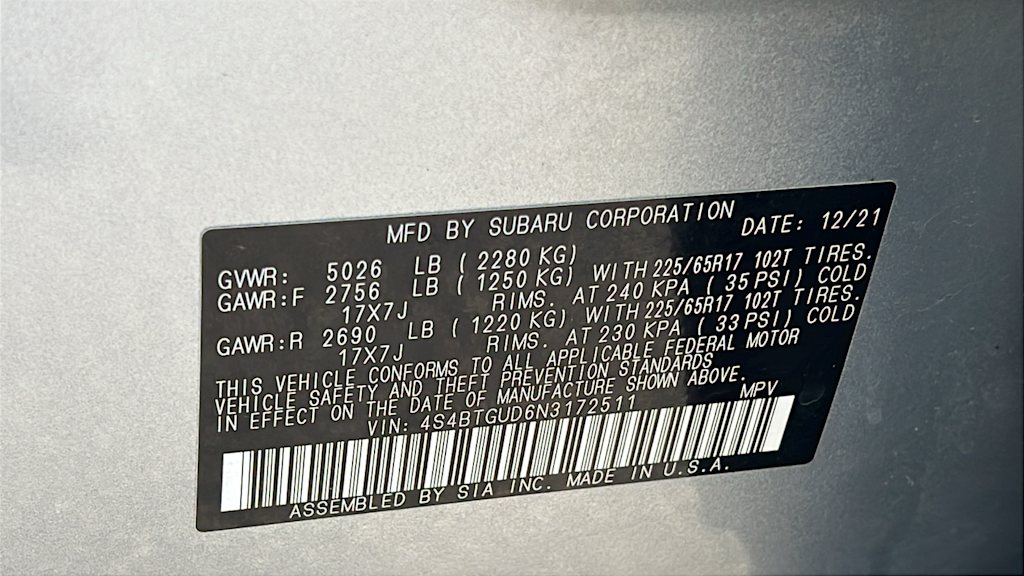 MFD BY SUBARU CORPORATION DATE: 12/21
GVWR: 5026 LB (2280 KG)
GAWR:F 2756 LB (1250 KG) WITH 225/65R17 102T TIRES.
17X7J RIMS. AT 240 KPA (35 PSI) COLD
GAWR:R 2690 LB (1220 KG) WITH 225/65R17 102T TIRES.
17X7J RIMS. AT 230 KPA (33 PSI) COLD
THIS VEHICLE CONFORMS TO ALL APPLICABLE FEDERAL MOTOR
VEHICLE SAFETY AND THEFT PREVENTION STANDARDS
IN EFFECT ON THE DATE OF MANUFACTURE SHOWN ABOVE.
VIN: 4S4BTGUD6N3172511 MPV
ASSEMBLED BY SIA INC. MADE IN U.S.A.